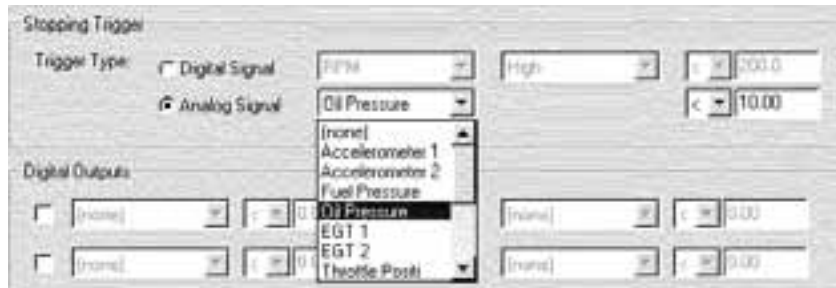 Stopping Trigger
Trigger Type: Digital Signal RPM High < 200.0
Analog Signal Oil Pressure < 10.00
(none)
Accelerometer 1
Accelerometer 2
Digital Outputs
Fuel Pressure
(none) < Oil Pressure (none) < 0.00
EGT 1
EGT 2
(none) < Throttle Positi (none) < 0.00